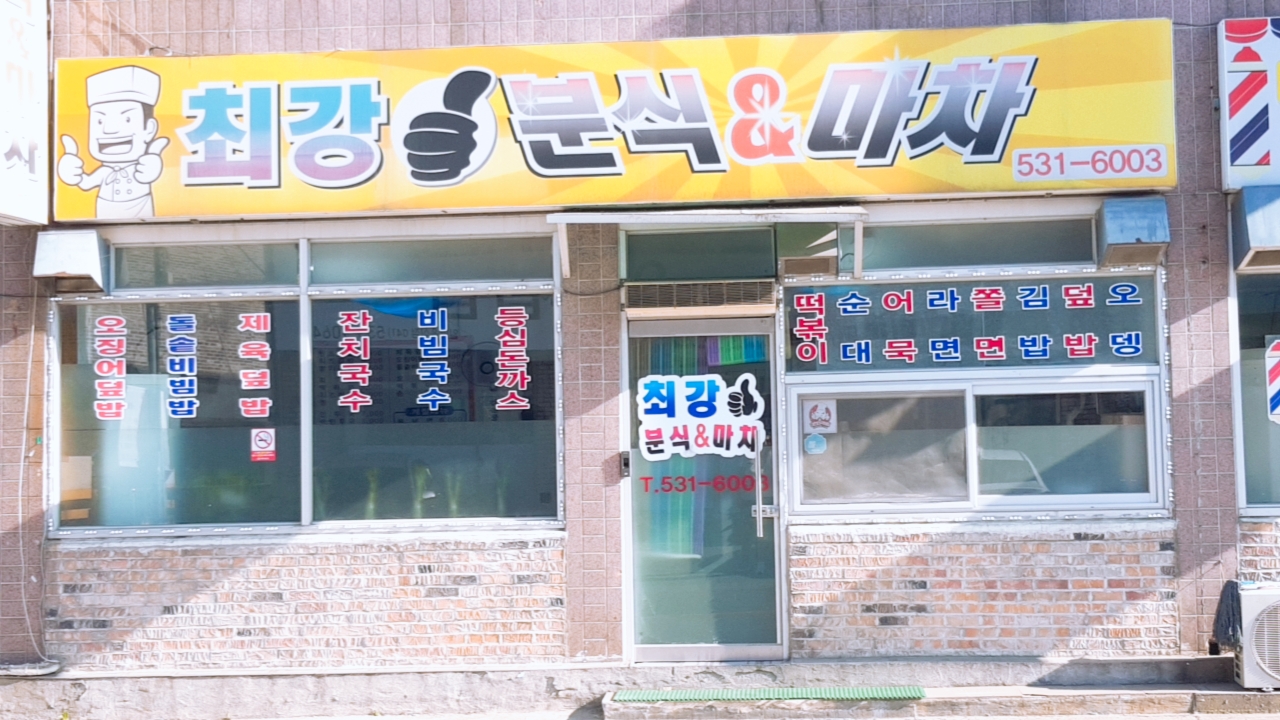 최강 분식&마차
531-6003
오징어덮밥
돌솥비빔밥
제육덮밥
잔치국수
비빔국수
등심돈까스
최강
분식&마차
T.531-6003
떡볶이
순대
어묵
라면
쫄면
김밥
덮밥
오뎅